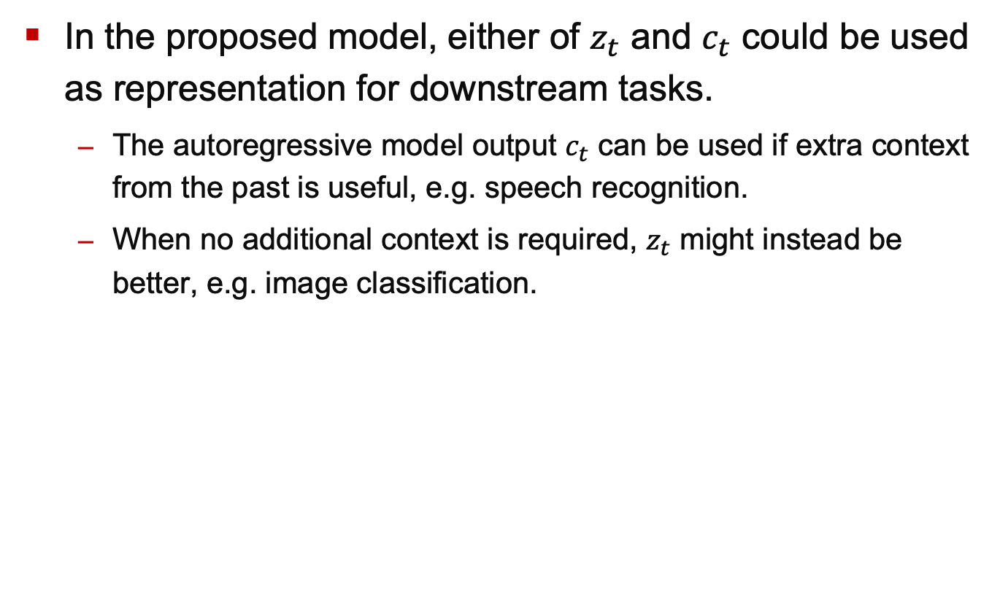 ▪ In the proposed model, either of z_t and c_t could be used
as representation for downstream tasks.
– The autoregressive model output c_t can be used if extra context
from the past is useful, e.g. speech recognition.
– When no additional context is required, z_t might instead be
better, e.g. image classification.